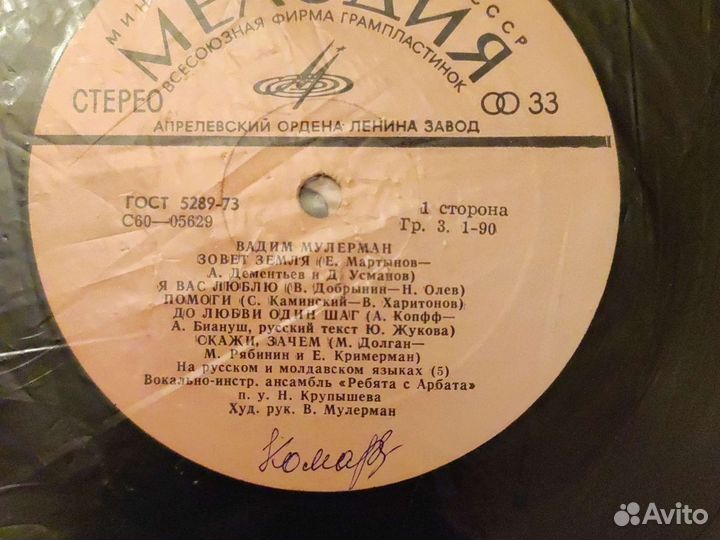 МИН СССР
МЕЛОДИЯ
ВСЕСОЮЗНАЯ ФИРМА ГРАМПЛАСТИНОК
СТЕРЕО 33
АПРЕЛЕВСКИЙ ОРДЕНА ЛЕНИНА ЗАВОД
ГОСТ 5289-73 1 сторона
С60—05629 Гр. 3. 1-90
ВАДИМ МУЛЕРМАН
ЗОВЕТ ЗЕМЛЯ (Е. Мартынов—
А. Дементьев и Д. Усманов)
Я ВАС ЛЮБЛЮ (В. Добрынин—Н. Олев)
ПОМОГИ (С. Каминский—В. Харитонов)
ДО ЛЮБВИ ОДИН ШАГ (А. Копфф—
А. Биануш, русский текст Ю. Жукова)
СКАЖИ, ЗАЧЕМ (М. Долган—
М. Рябинин и Е. Кримерман)
На русском и молдавском языках (5)
Вокально-инстр. ансамбль «Ребята с Арбата»
п. у. Н. Крупышева
Худ. рук. В. Мулерман
Avito